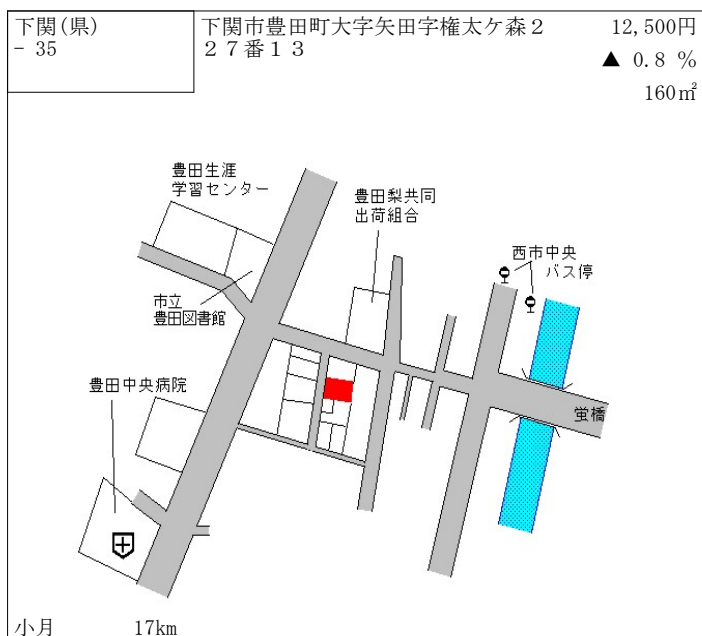 下関(県)
- 35
下関市豊田町大字矢田字権太ケ森2
27番13
12,500円
▲ 0.8 %
160㎡
豊田生涯
学習センター
豊田梨共同
出荷組合
西市中央
バス停
市立
豊田図書館
豊田中央病院
蛍橋
小月 17km